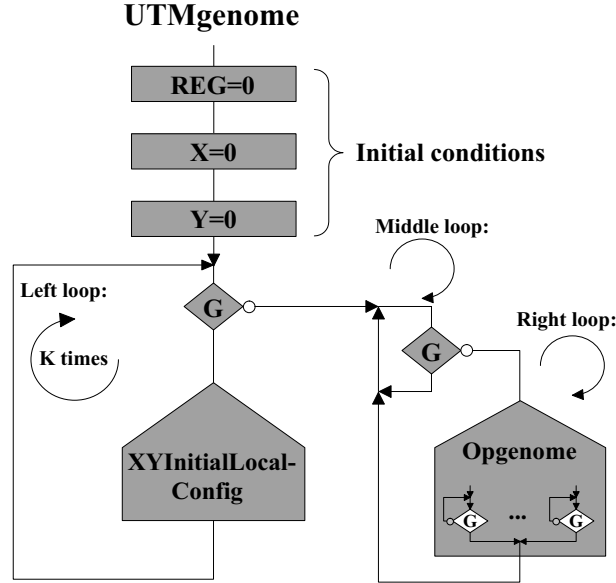 UTMgenome
REG=0
X=0
Initial conditions
Y=0
Middle loop:
Left loop:
G
Right loop:
K times
G
XYInitialLocal-
Config
Opgenome
G ... G